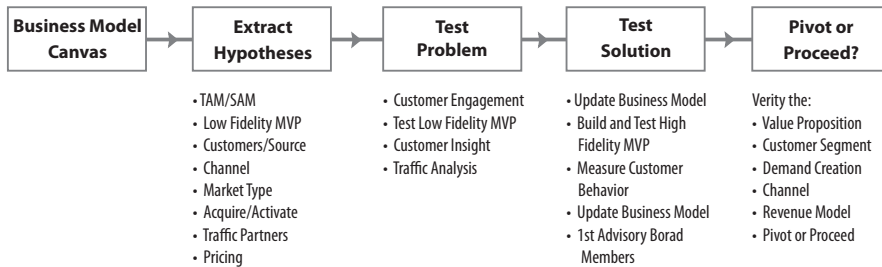 Business Model
Canvas
Extract
Hypotheses
Test
Problem
Test
Solution
Pivot or
Proceed?
•TAM/SAM
• Low Fidelity MVP
• Customers/Source
• Channel
• Market Type
• Acquire/Activate
• Traffic Partners
• Pricing
• Customer Engagement
• Test Low Fidelity MVP
• Customer Insight
• Traffic Analysis
• Update Business Model
• Build and Test High
Fidelity MVP
• Measure Customer
Behavior
• Update Business Model
• 1st Advisory Borad
Members
Verity the:
• Value Proposition
• Customer Segment
• Demand Creation
• Channel
• Revenue Model
• Pivot or Proceed